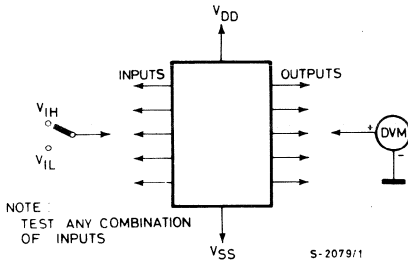 VDD
INPUTS
OUTPUTS
VIH
VIL
+
DVM
-
NOTE :
TEST ANY COMBINATION
OF INPUTS
VSS
S-2079/1